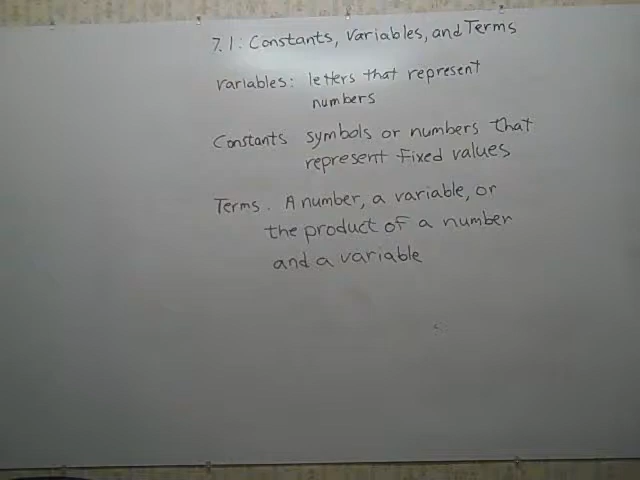 7.1: Constants, Variables, and Terms
variables: letters that represent
numbers
Constants symbols or numbers that
represent fixed values
Terms. A number, a variable, or
the product of a number
and a variable